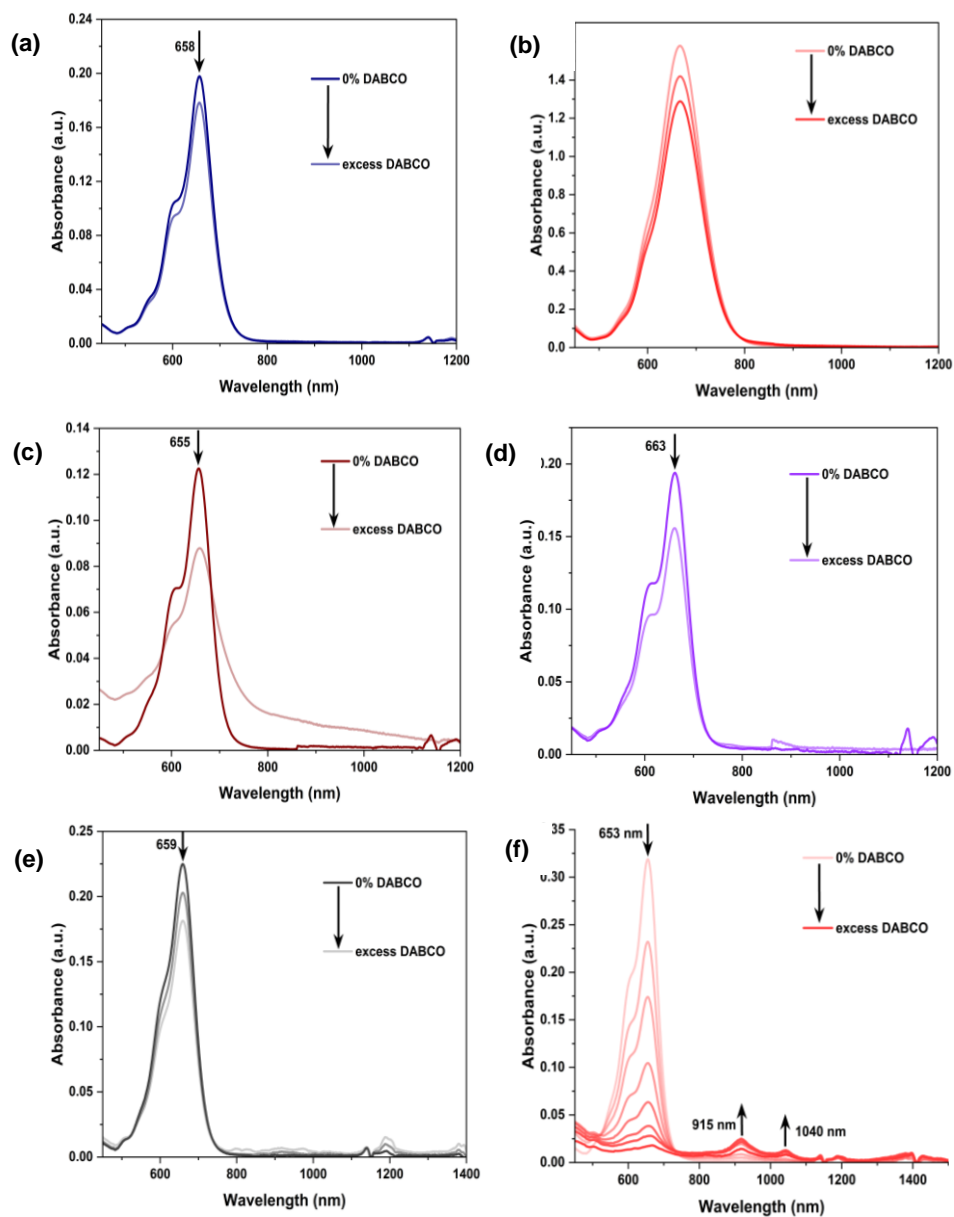 (a)
658
0% DABCO
excess DABCO
0.24
0.20
0.16
0.12
0.08
0.04
0.00
600 800 1000 1200
Absorbance (a.u.)
Wavelength (nm)
(b)
0% DABCO
excess DABCO
1.4
1.2
1.0
0.8
0.6
0.4
0.2
0.0
600 800 1000 1200
Absorbance (a.u.)
Wavelength (nm)
(c)
655
0% DABCO
excess DABCO
0.14
0.12
0.10
0.08
0.06
0.04
0.02
0.00
600 800 1000 1200
Absorbance (a.u.)
Wavelength (nm)
(d)
663
0% DABCO
excess DABCO
0.20
0.15
0.10
0.05
0.00
600 800 1000 1200
Absorbance (a.u.)
Wavelength (nm)
(e)
659
0% DABCO
excess DABCO
0.25
0.20
0.15
0.10
0.05
0.00
600 800 1000 1200 1400
Absorbance (a.u.)
Wavelength (nm)
(f)
653 nm
0% DABCO
excess DABCO
915 nm
1040 nm
0.30
0.25
0.20
0.15
0.10
0.05
0.00
600 800 1000 1200 1400
Absorbance (a.u.)
Wavelength (nm)